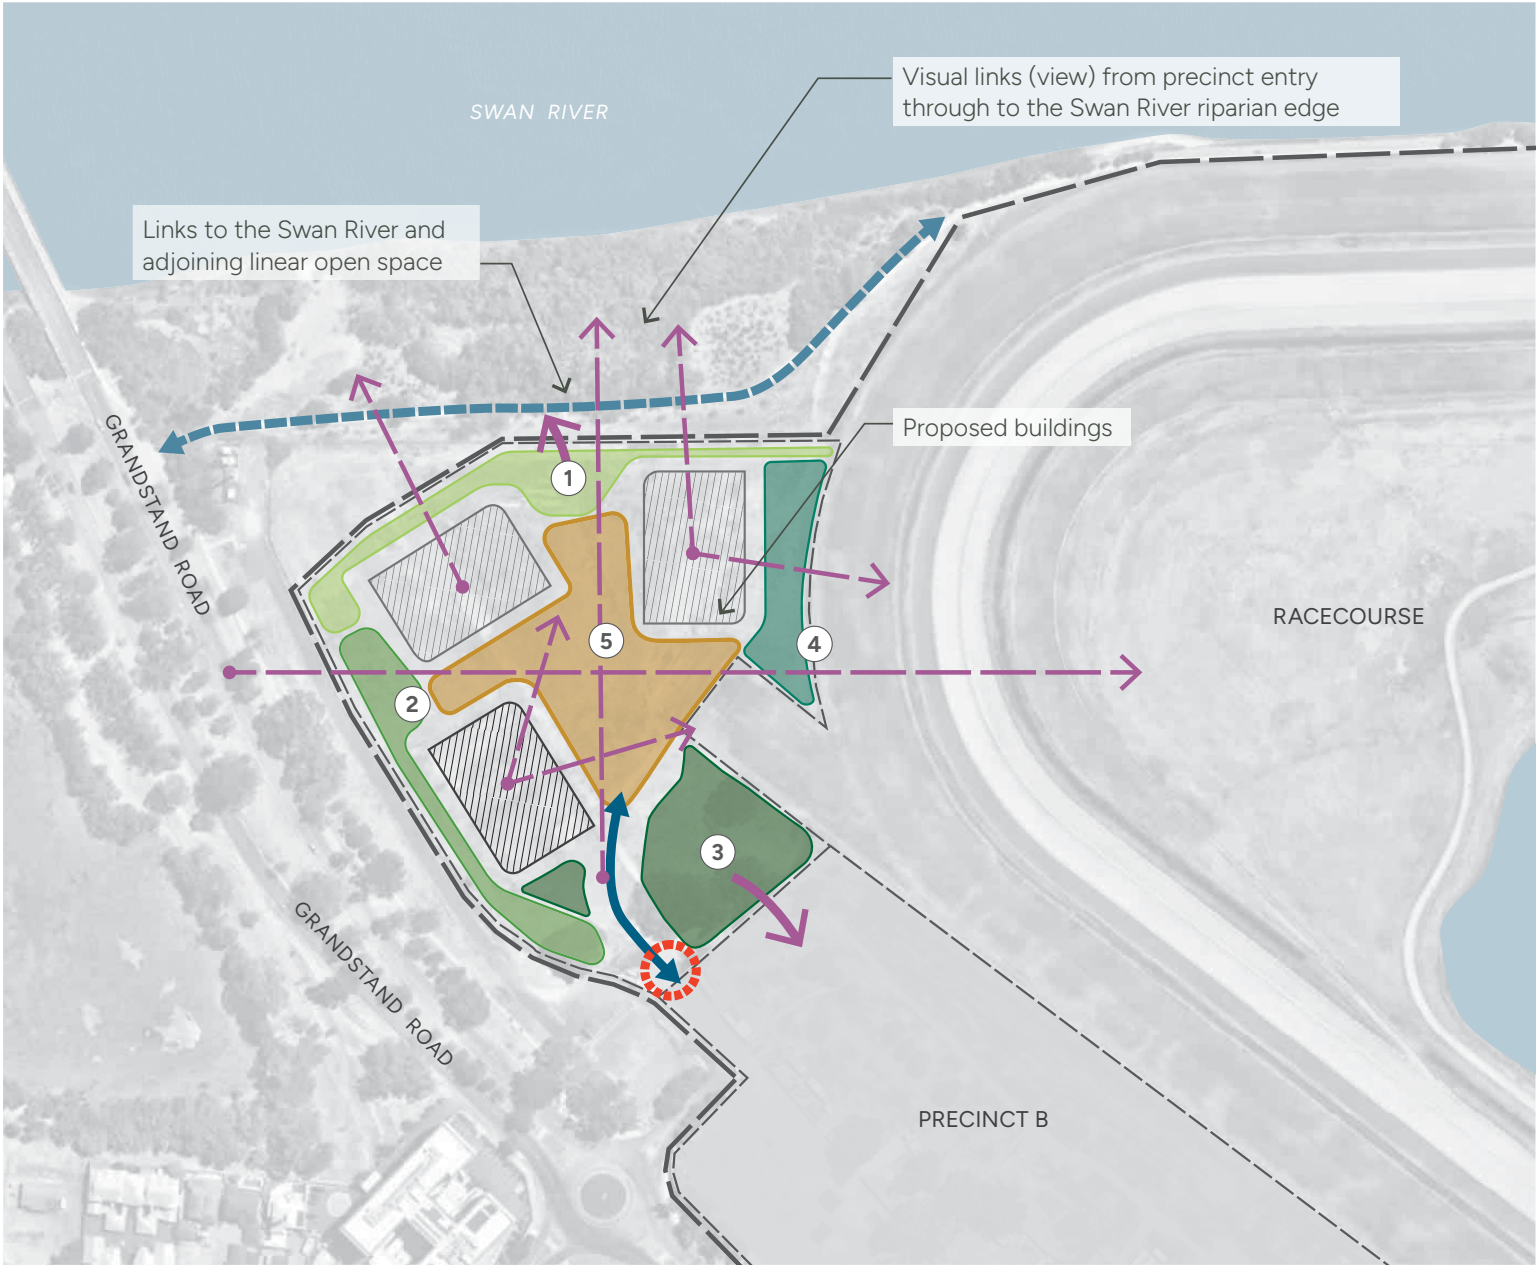 Visual links (view) from precinct entry
through to the Swan River riparian edge
SWAN RIVER
Links to the Swan River and
adjoining linear open space
Proposed buildings
GRANDSTAND ROAD
1
RACECOURSE
5
4
2
3
GRANDSTAND ROAD
PRECINCT B